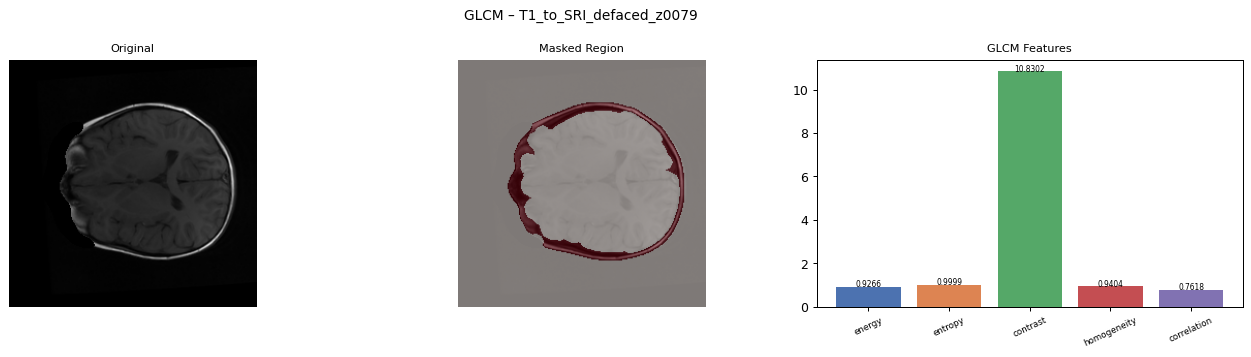 GLCM – T1_to_SRI_defaced_z0079
Original
Masked Region
GLCM Features
10
8
6
4
2
0
0.9266
0.9999
10.8302
0.9404
0.7618
energy
entropy
contrast
homogeneity
correlation